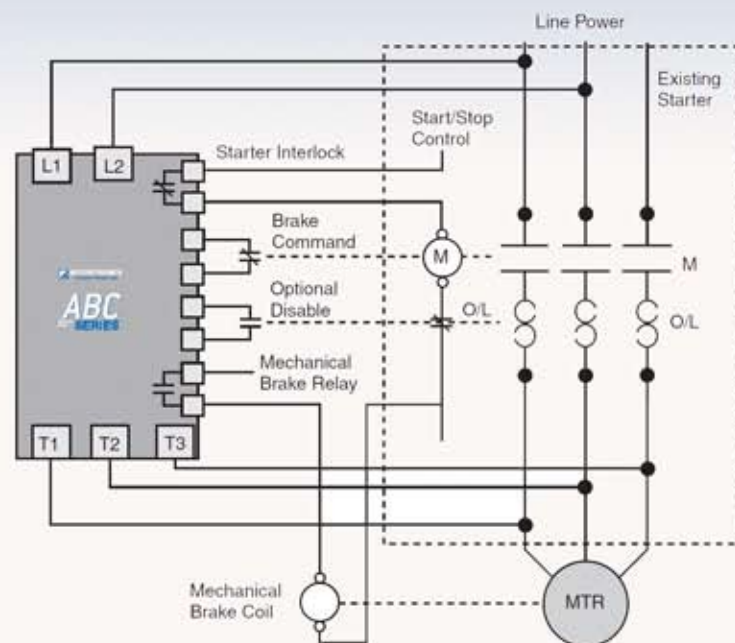 Line Power
Existing
Starter
Start/Stop
Control
L1
L2
Starter Interlock
Brake
Command
M
M
Optional
Disable
O/L
O/L
ABC
SERIES
Mechanical
Brake Relay
T1
T2
T3
Mechanical
Brake Coil
MTR